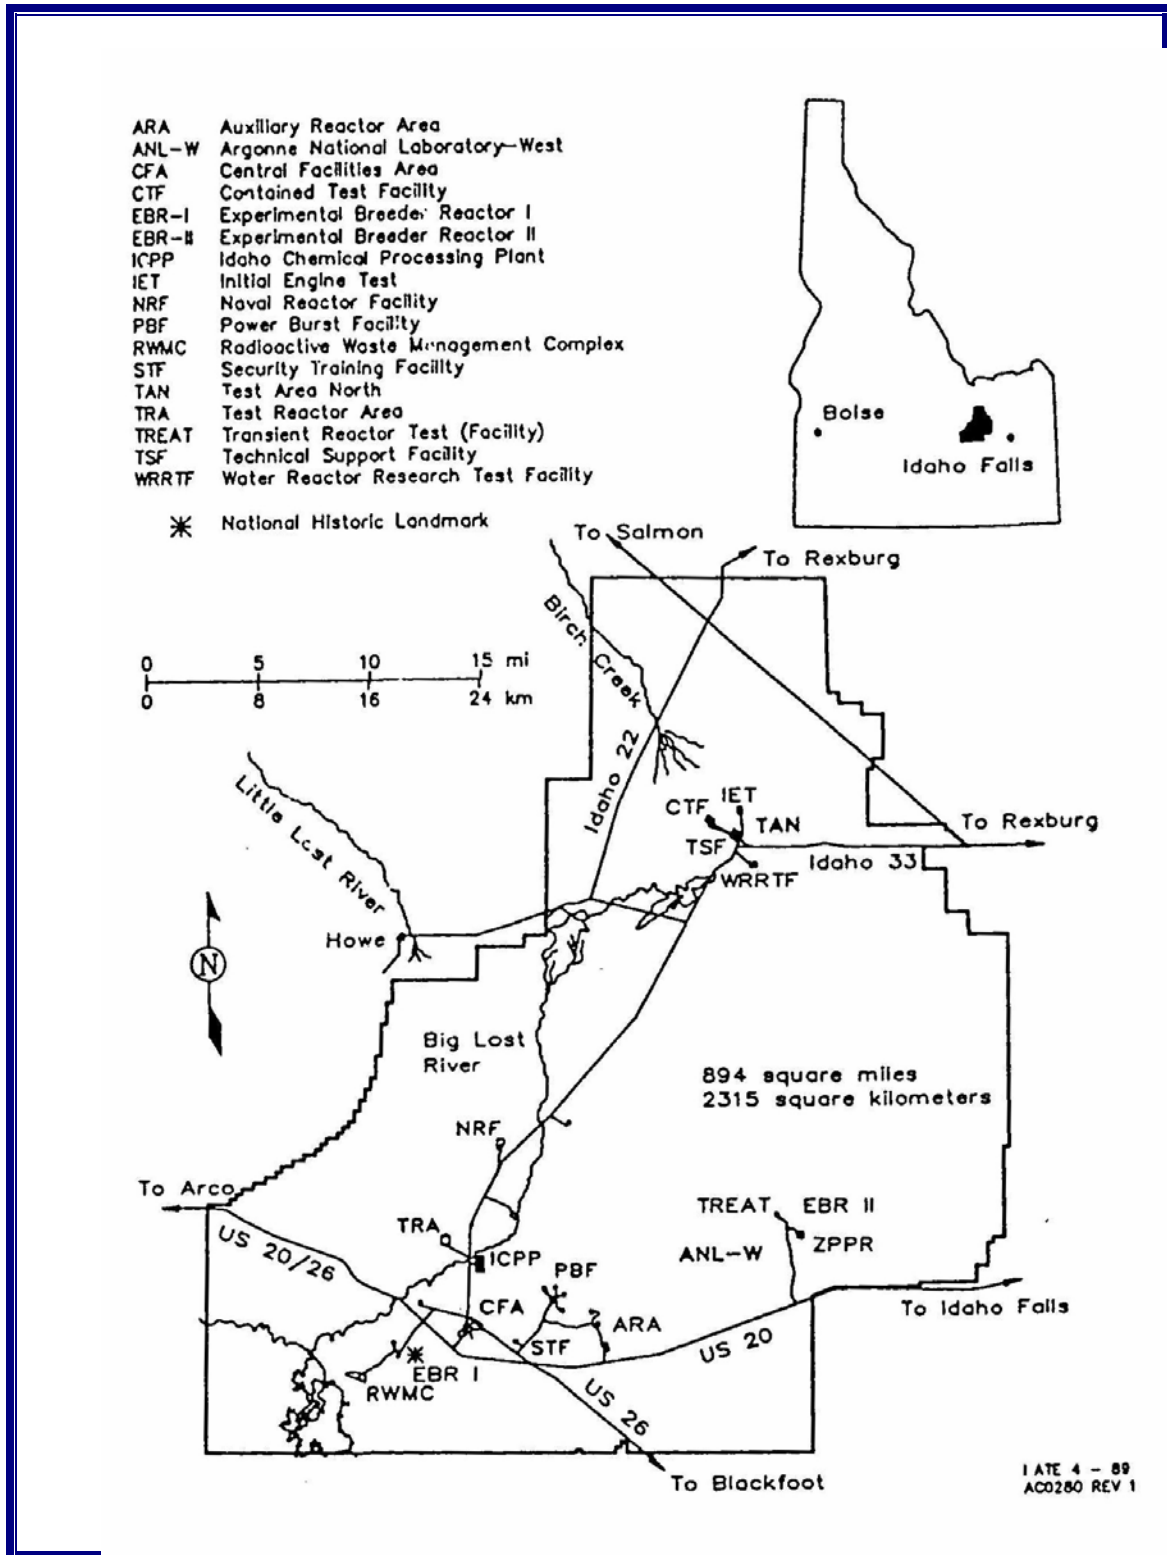 ARA Auxiliary Reactor Area
ANL-W Argonne National Laboratory-West
CFA Central Facilities Area
CTF Contained Test Facility
EBR-I Experimental Breeder Reactor I
EBR-II Experimental Breeder Reactor II
ICPP Idaho Chemical Processing Plant
IET Initial Engine Test
NRF Naval Reactor Facility
PBF Power Burst Facility
RWMC Radioactive Waste Management Complex
STF Security Training Facility
TAN Test Area North
TRA Test Reactor Area
TREAT Transient Reactor Test (Facility)
TSF Technical Support Facility
WRRTF Water Reactor Research Test Facility
National Historic Landmark
Boise
Idaho Falls
To Salmon
To Rexburg
Birch Creek
0 5 10 15 mi
0 8 16 24 km
Idaho 22
Little Lost River
IET
CTF
TAN
To Rexburg
TSF
Idaho 33
WRRTF
Howe
N
Big Lost
River
894 square miles
2315 square kilometers
NRF
To Arco
TREAT EBR II
US 20/26
TRA
ZPPR
ANL-W
ICPP
PBF
CFA
To Idaho Falls
ARA
STF
US 20
EBR I
RWMC
US 26
To Blackfoot
I ATE 4 - 89
AC0280 REV 1